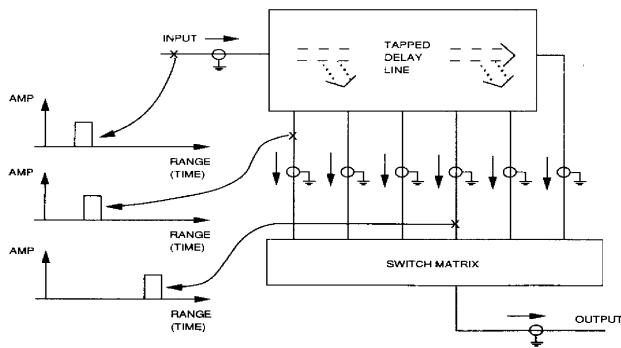 INPUT
TAPPED
DELAY
LINE
AMP
RANGE
(TIME)
AMP
RANGE
(TIME)
AMP
RANGE
(TIME)
SWITCH MATRIX
OUTPUT